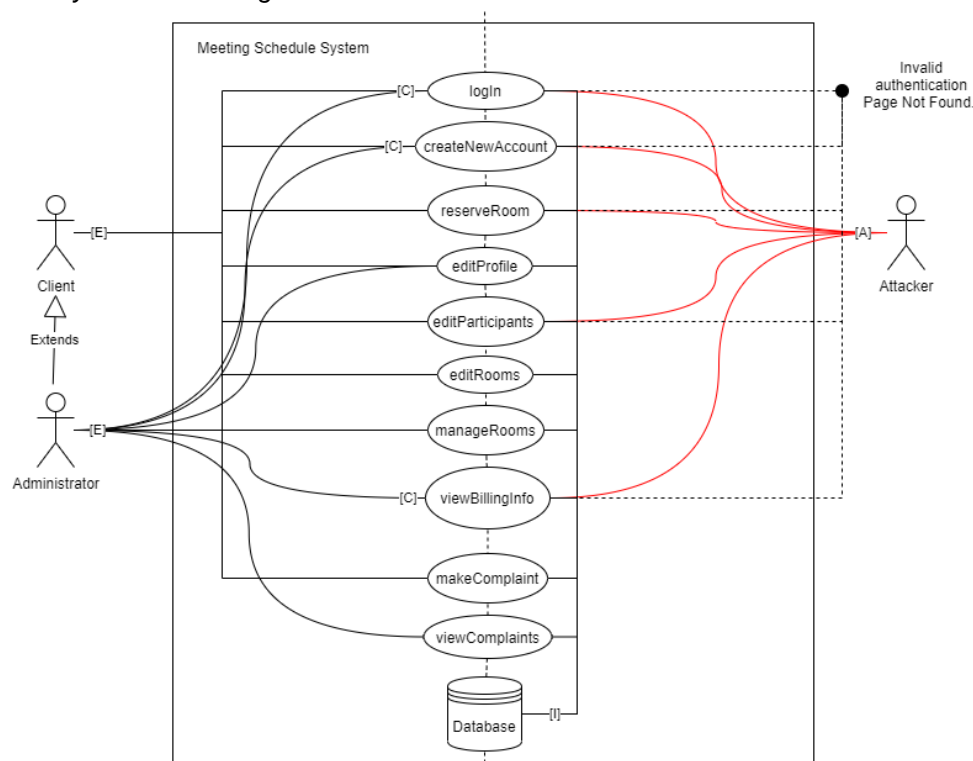 Meeting Schedule System
Invalid
authentication
Page Not Found.
[C]
logIn
[C]
createNewAccount
reserveRoom
[E]
[A]
Client
editProfile
Attacker
Extends
editParticipants
editRooms
[E]
manageRooms
Administrator
[C]
viewBillingInfo
makeComplaint
viewComplaints
Database
[I]